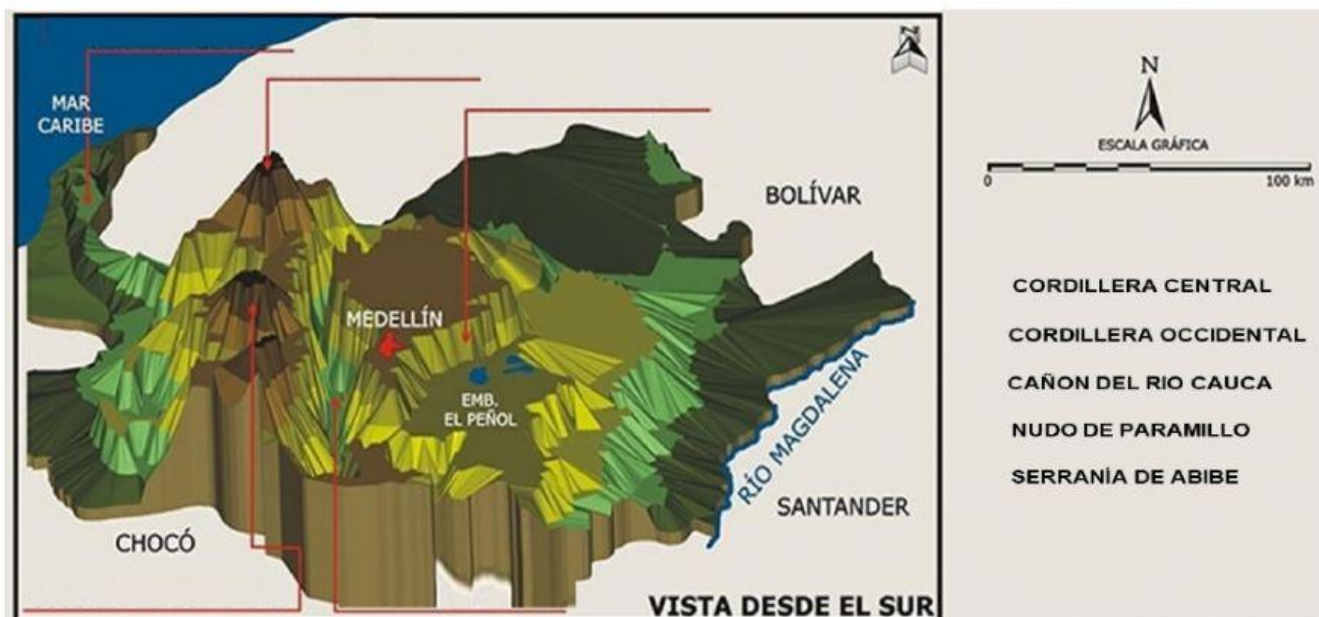 N
MAR
CARIBE
BOLÍVAR
MEDELLÍN
EMB.
EL PEÑOL
RÍO MAGDALENA
SANTANDER
CHOCÓ
VISTA DESDE EL SUR
N
ESCALA GRÁFICA
0 100 km
CORDILLERA CENTRAL
CORDILLERA OCCIDENTAL
CAÑON DEL RIO CAUCA
NUDO DE PARAMILLO
SERRANÍA DE ABIBE